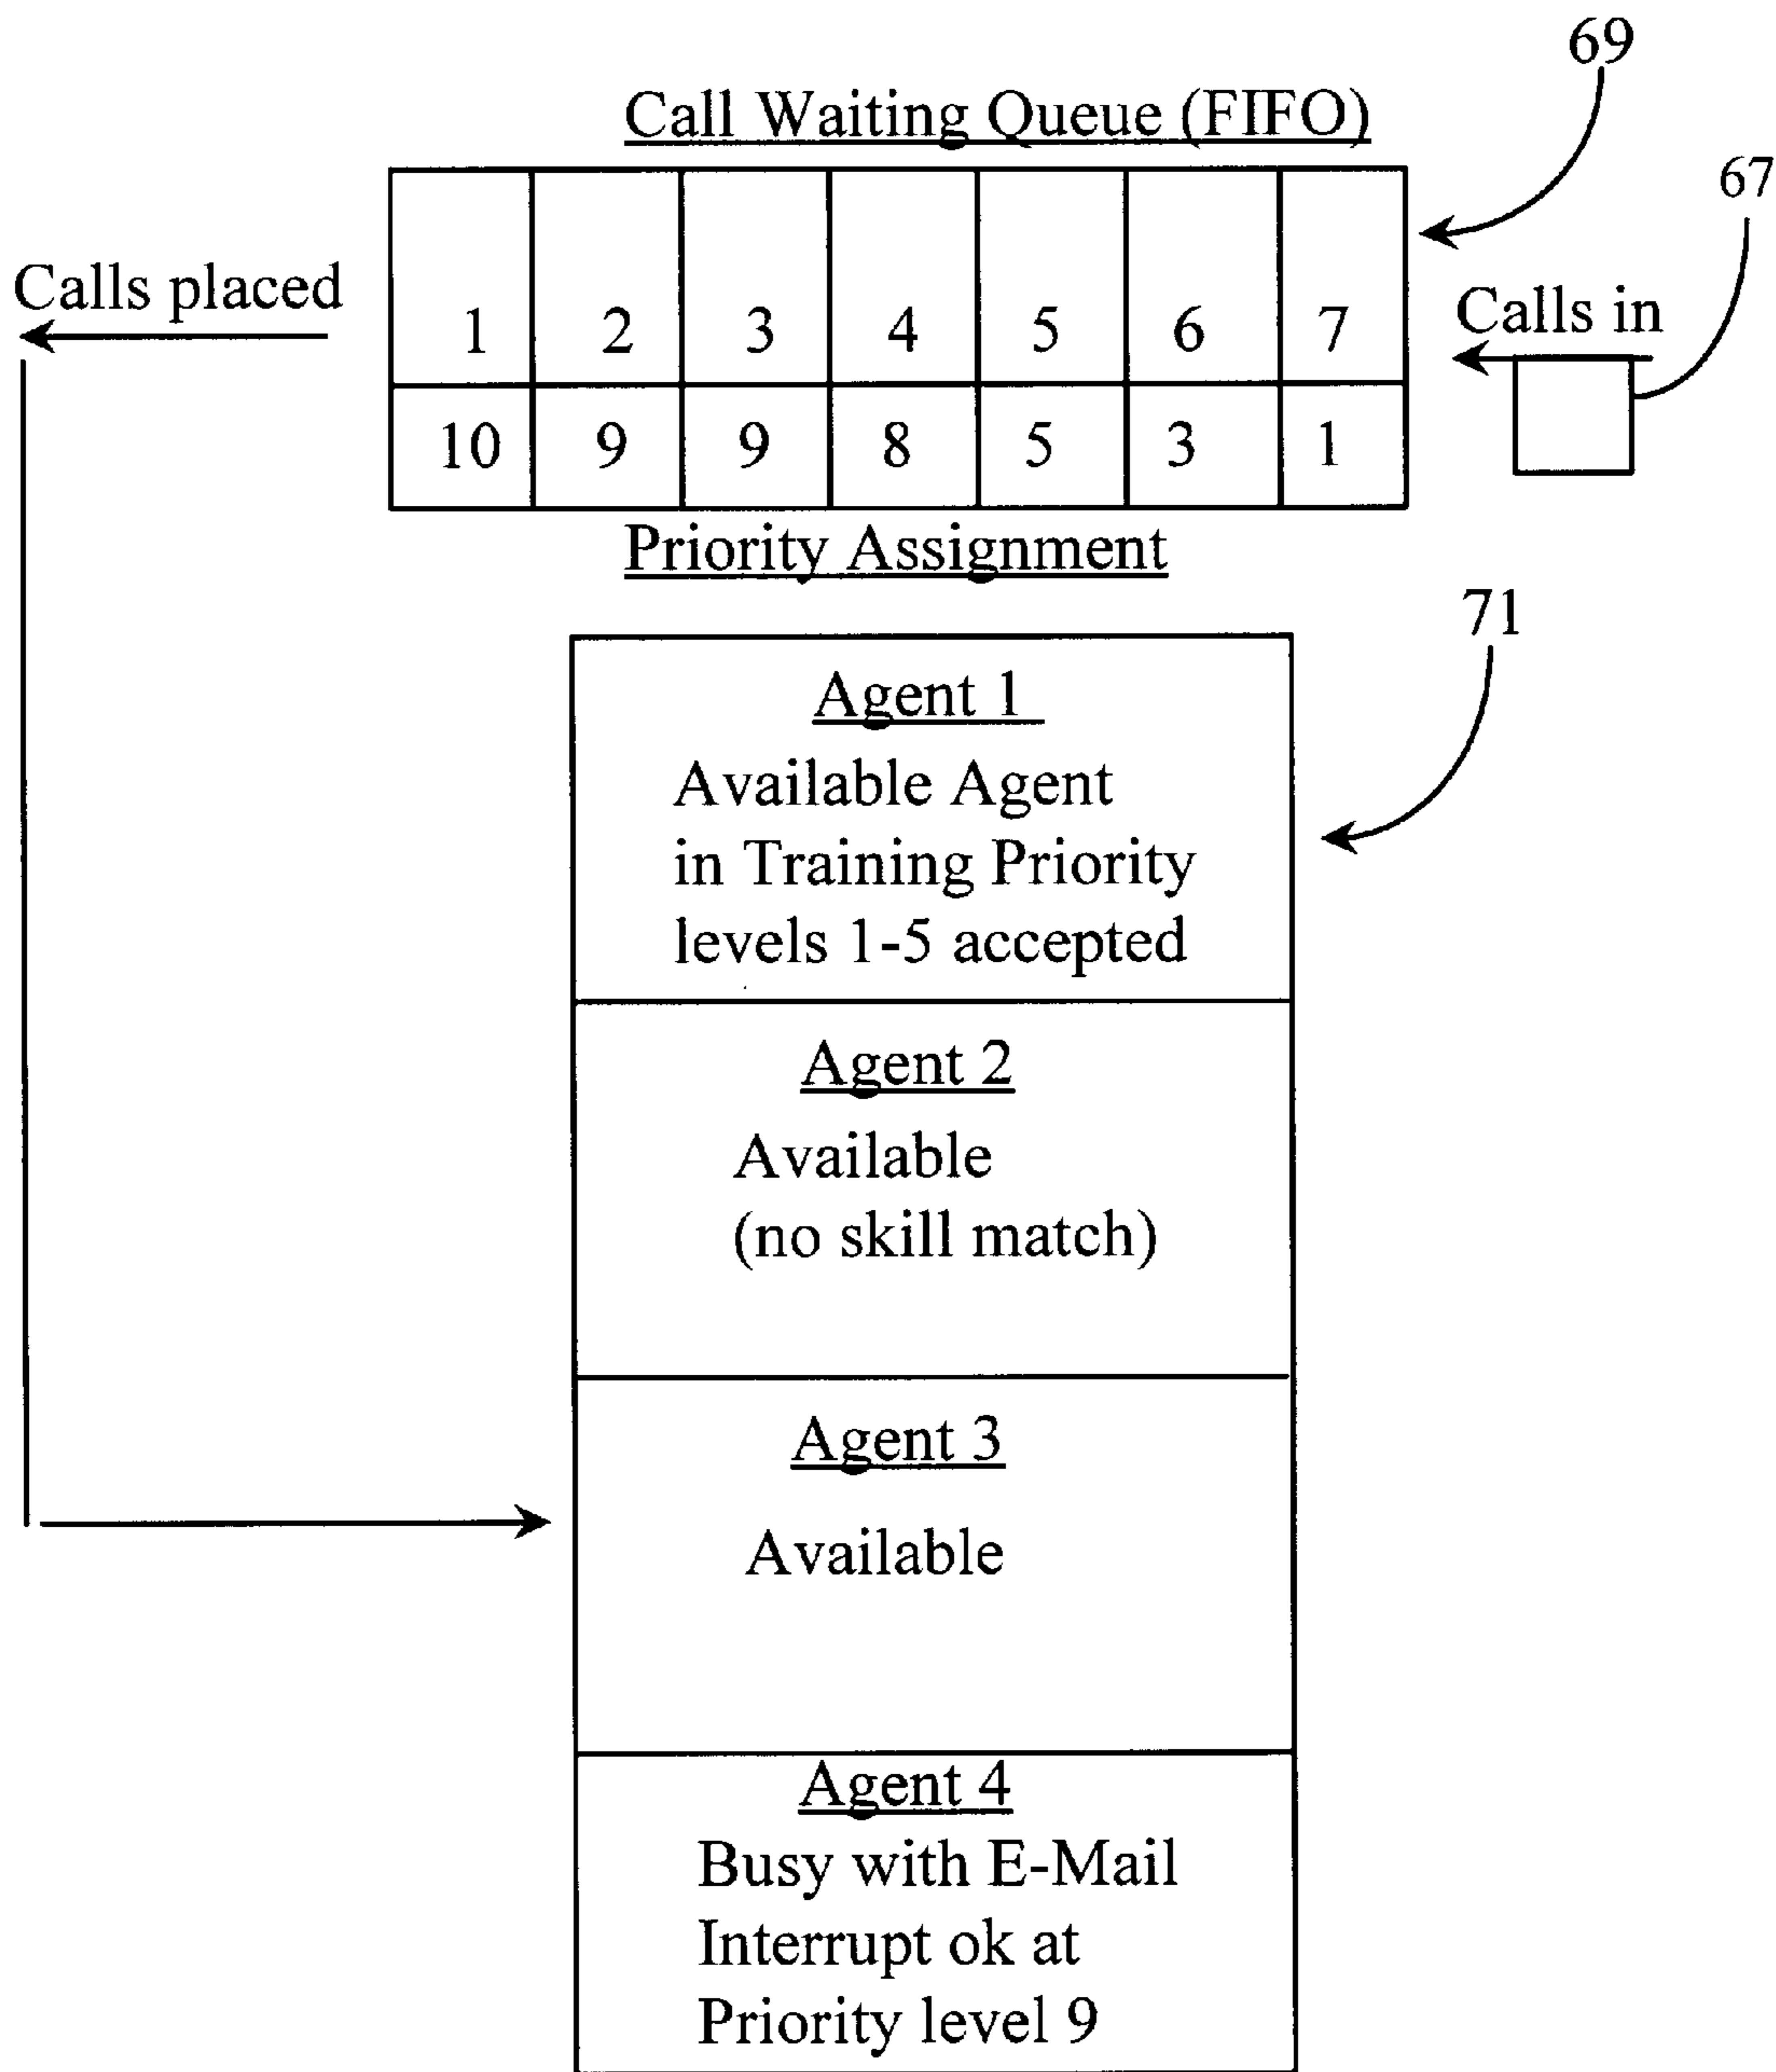 69
Call Waiting Queue (FIFO)
67
Calls placed
Calls in
1 2 3 4 5 6 7
10 9 9 8 5 3 1
Priority Assignment
71
Agent 1
Available Agent
in Training Priority
levels 1-5 accepted
Agent 2
Available
(no skill match)
Agent 3
Available
Agent 4
Busy with E-Mail
Interrupt ok at
Priority level 9